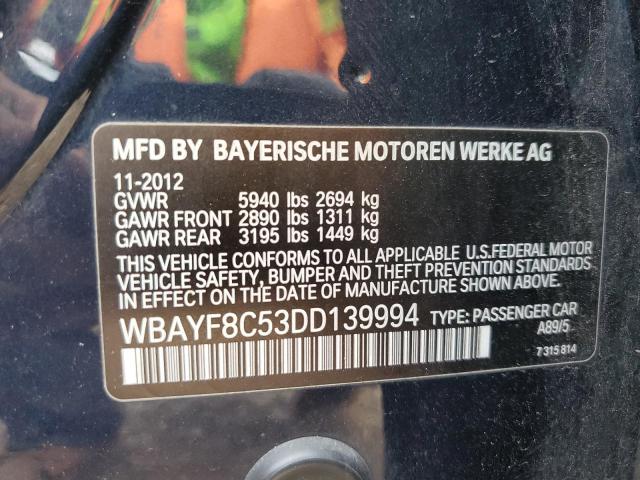 MFD BY BAYERISCHE MOTOREN WERKE AG
11-2012
GVWR 5940 lbs 2694 kg
GAWR FRONT 2890 lbs 1311 kg
GAWR REAR 3195 lbs 1449 kg
THIS VEHICLE CONFORMS TO ALL APPLICABLE U.S.FEDERAL MOTOR
VEHICLE SAFETY, BUMPER AND THEFT PREVENTION STANDARDS
IN EFFECT ON THE DATE OF MANUFACTURE SHOWN ABOVE.
WBAYF8C53DD139994 TYPE: PASSENGER CAR
A89/5
7 315 814